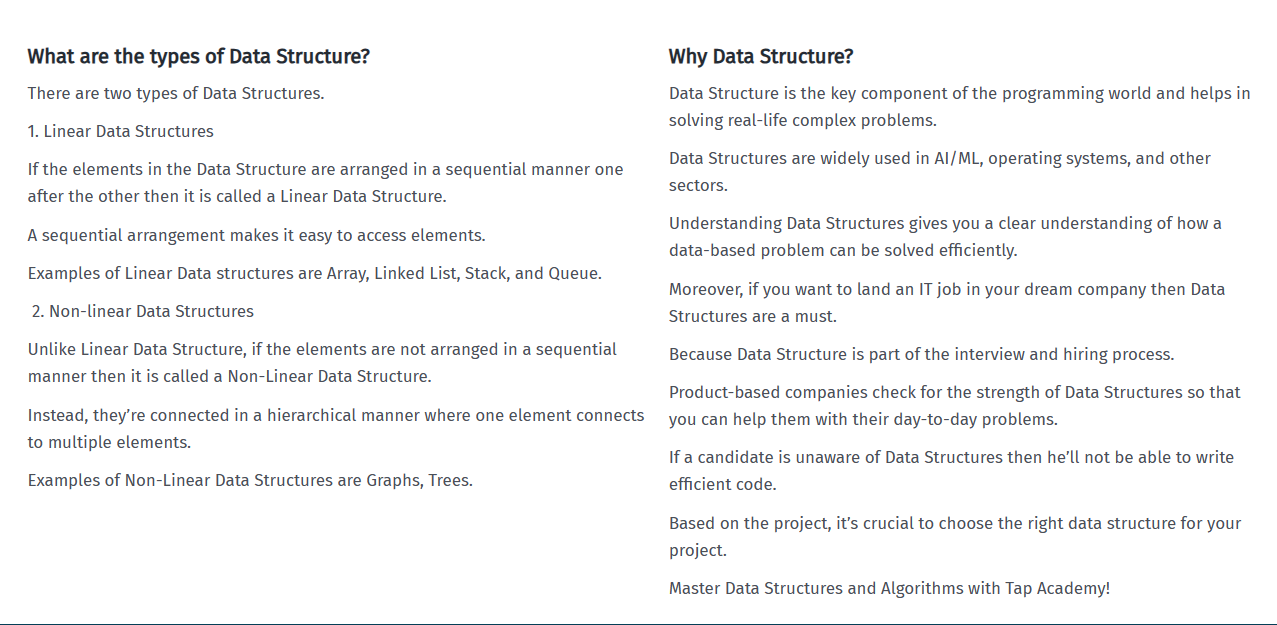 What are the types of Data Structure?
There are two types of Data Structures.
1. Linear Data Structures
If the elements in the Data Structure are arranged in a sequential manner one
after the other then it is called a Linear Data Structure.
A sequential arrangement makes it easy to access elements.
Examples of Linear Data structures are Array, Linked List, Stack, and Queue.
2. Non-linear Data Structures
Unlike Linear Data Structure, if the elements are not arranged in a sequential
manner then it is called a Non-Linear Data Structure.
Instead, they’re connected in a hierarchical manner where one element connects
to multiple elements.
Examples of Non-Linear Data Structures are Graphs, Trees.
Why Data Structure?
Data Structure is the key component of the programming world and helps in
solving real-life complex problems.
Data Structures are widely used in AI/ML, operating systems, and other
sectors.
Understanding Data Structures gives you a clear understanding of how a
data-based problem can be solved efficiently.
Moreover, if you want to land an IT job in your dream company then Data
Structures are a must.
Because Data Structure is part of the interview and hiring process.
Product-based companies check for the strength of Data Structures so that
you can help them with their day-to-day problems.
If a candidate is unaware of Data Structures then he’ll not be able to write
efficient code.
Based on the project, it’s crucial to choose the right data structure for your
project.
Master Data Structures and Algorithms with Tap Academy!